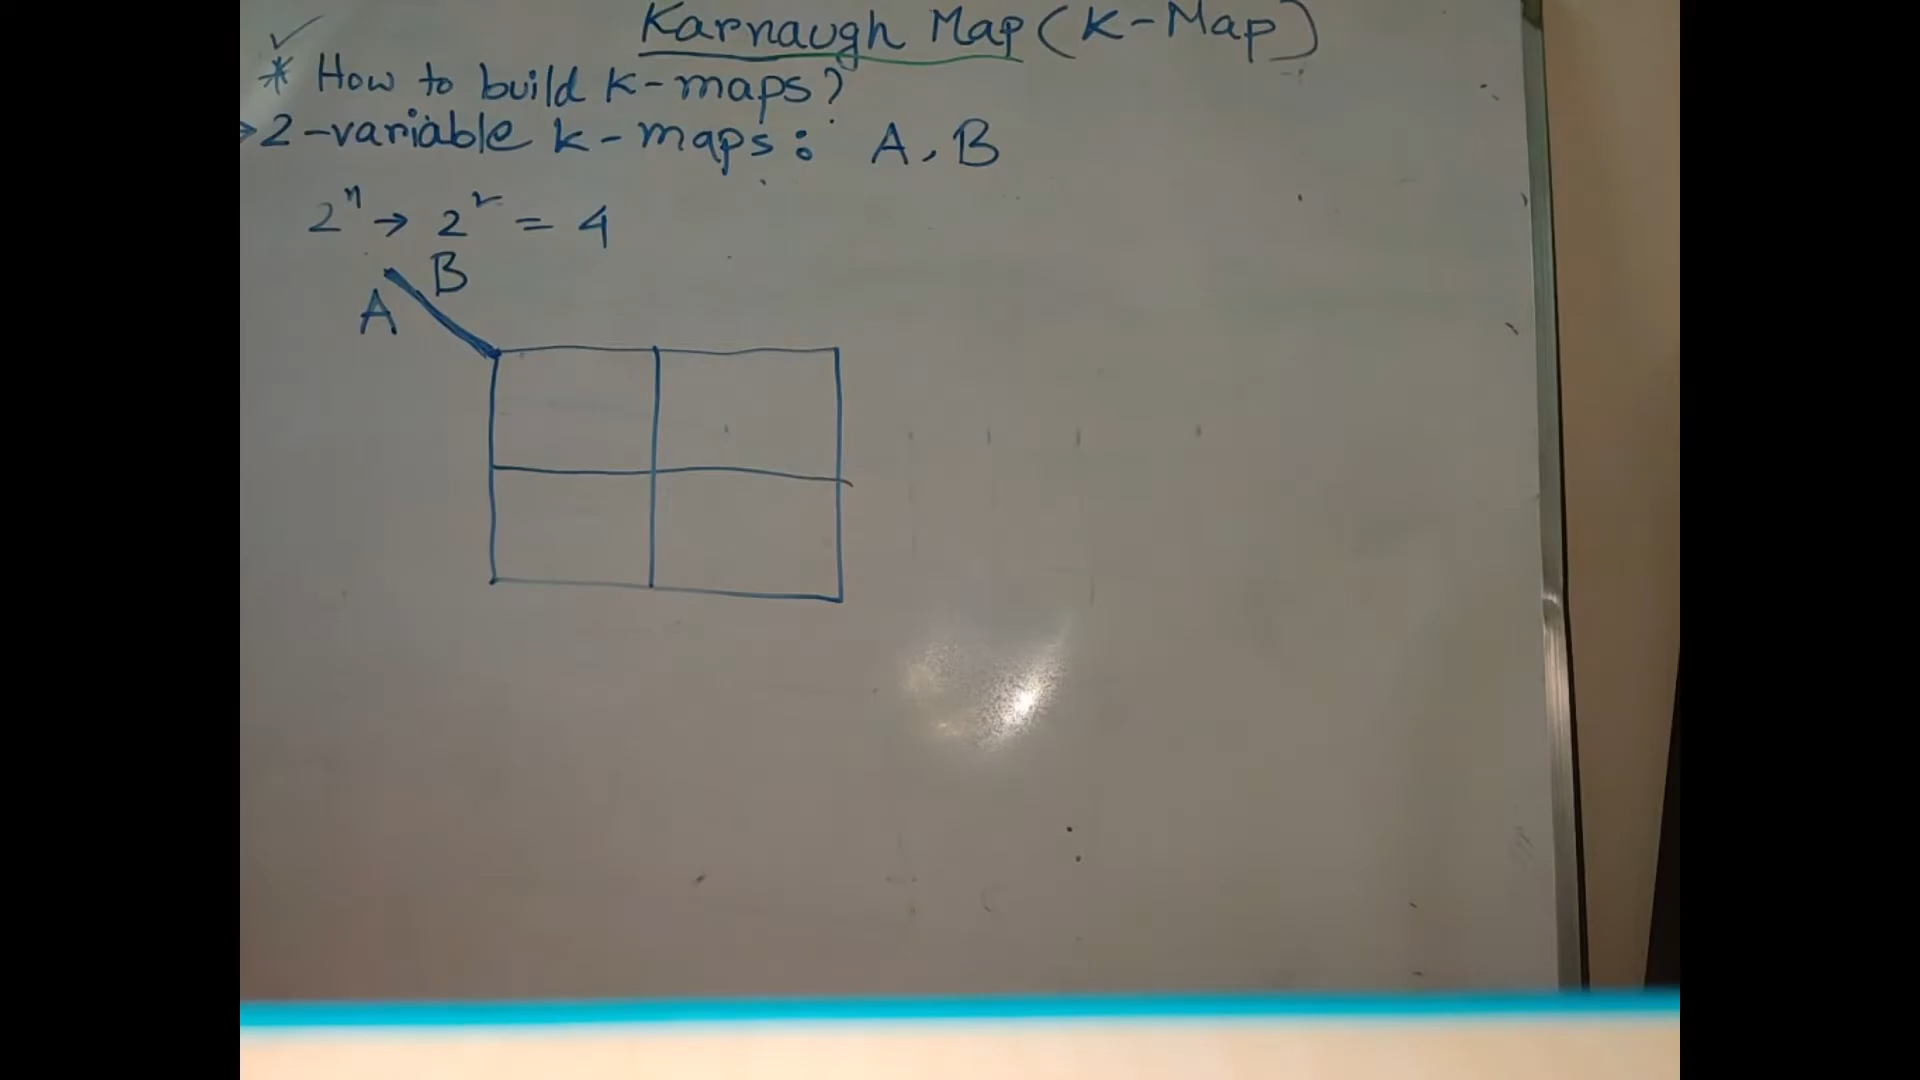 Karnaugh Map (K-Map)
* How to build K-maps?
→ 2-variable k-maps: A, B
2ⁿ → 2² = 4
B
A